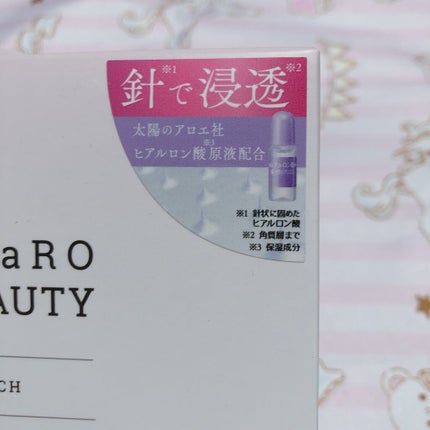 針※1で浸透※2
太陽のアロエ社
ヒアルロン酸※3原液配合
※1 針状に固めた
ヒアルロン酸
※2 角質層まで
※3 保湿成分
aRO
AUTY
CH